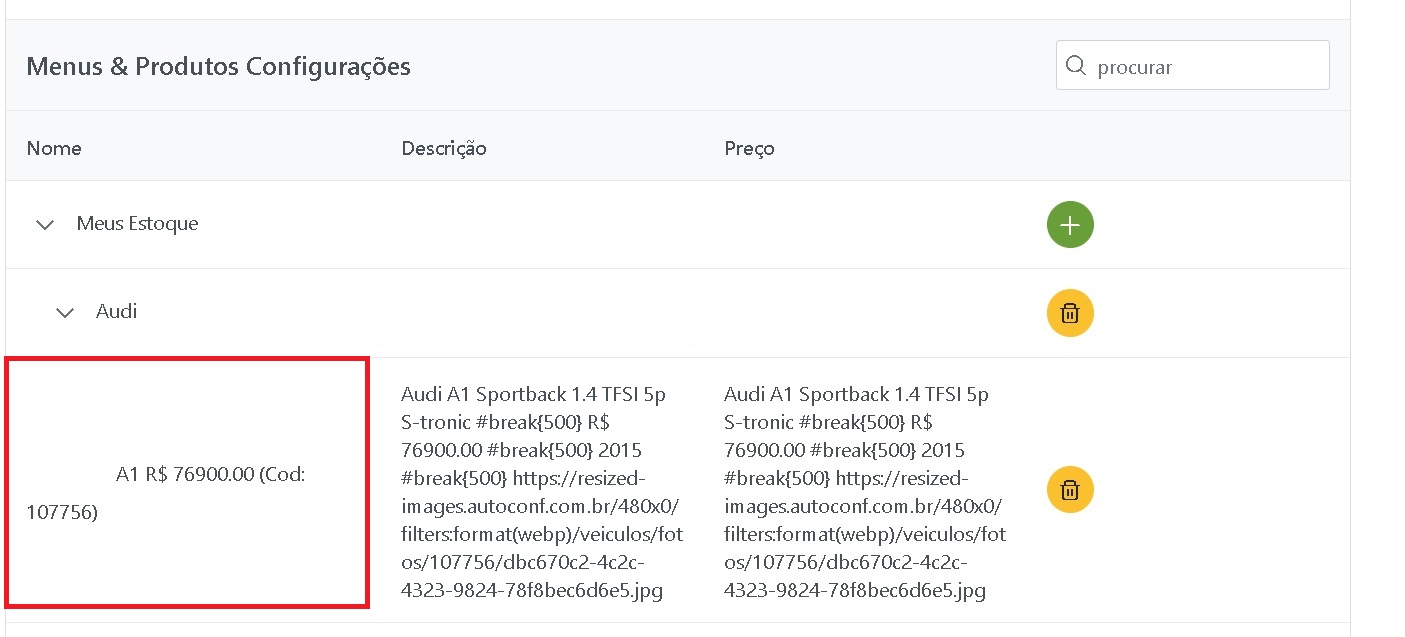 Menus & Produtos Configurações
procurar
Nome
Descrição
Preço
Meus Estoque
Audi
A1 R$ 76900.00 (Cod:
107756)
Audi A1 Sportback 1.4 TFSI 5p
S-tronic #break{500} R$
76900.00 #break{500} 2015
#break{500} https://resized-
images.autoconf.com.br/480x0/
filters:format(webp)/veiculos/fot
os/107756/dbc670c2-4c2c-
4323-9824-78f8bec6d6e5.jpg
Audi A1 Sportback 1.4 TFSI 5p
S-tronic #break{500} R$
76900.00 #break{500} 2015
#break{500} https://resized-
images.autoconf.com.br/480x0/
filters:format(webp)/veiculos/fot
os/107756/dbc670c2-4c2c-
4323-9824-78f8bec6d6e5.jpg